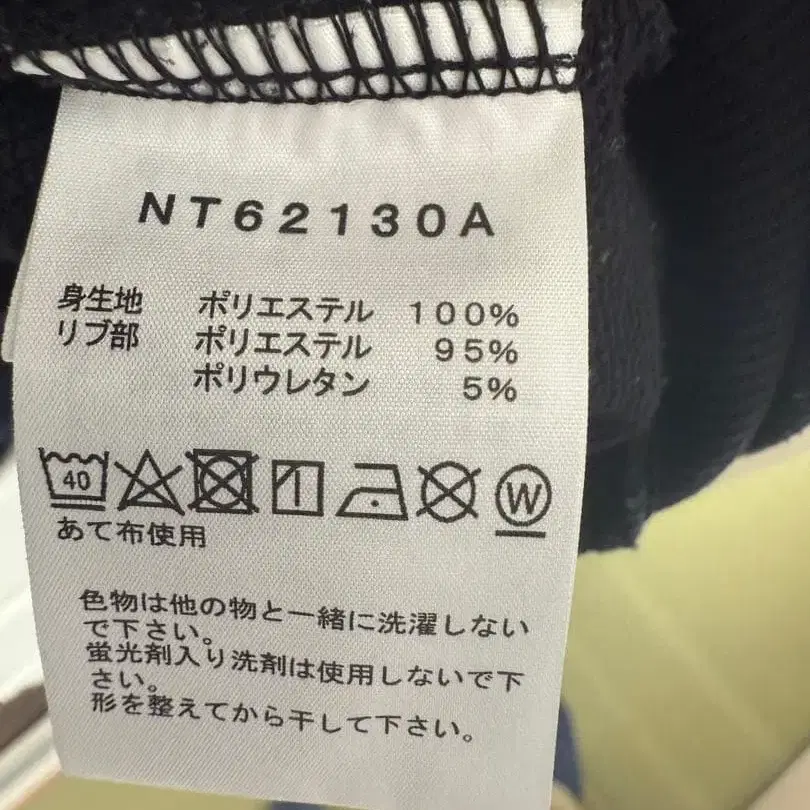 NT62130A
身生地 ポリエステル 100%
リブ部 ポリエステル 95%
ポリウレタン 5%
40 W
あて布使用
色物は他の物と一緒に洗濯しない
で下さい。
蛍光剤入り洗剤は使用しないで下
さい。
形を整えてから干して下さい。